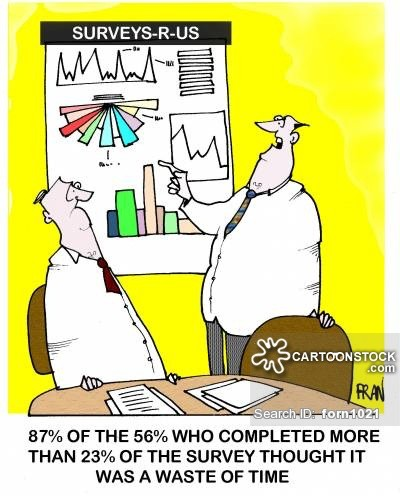 SURVEYS-R-US
CARTOONSTOCK
.com
FRAN
Search ID: forn1021
87% OF THE 56% WHO COMPLETED MORE
THAN 23% OF THE SURVEY THOUGHT IT
WAS A WASTE OF TIME